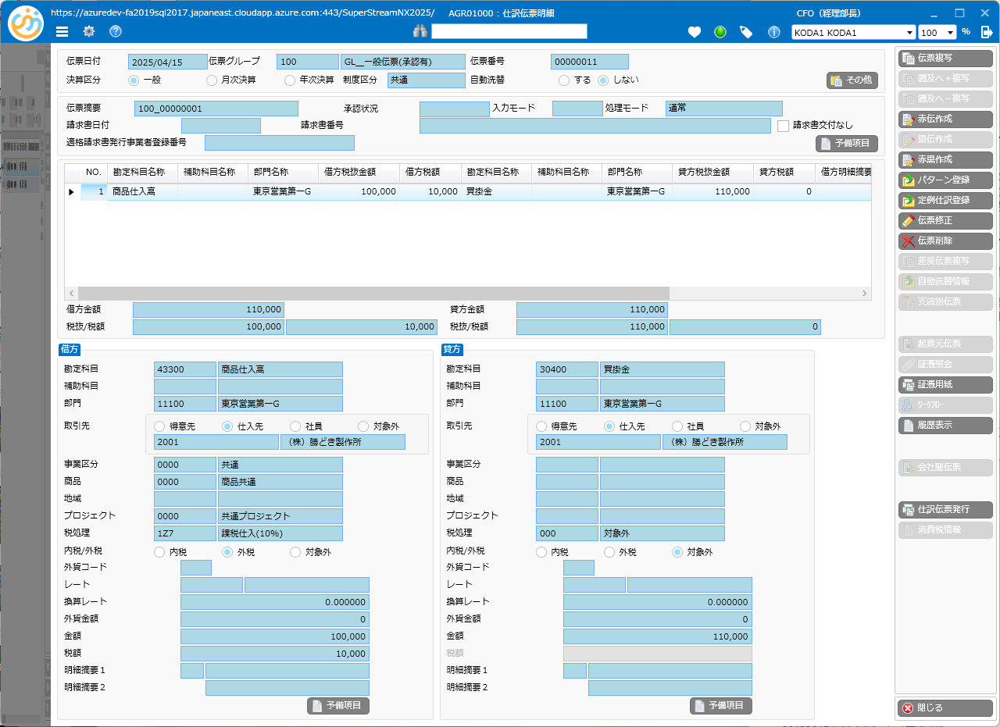 https://azuredev-fa2019sql2017.japaneast.cloudapp.azure.com:443/SuperStreamNX2025/ AGR01000：仕訳伝票明細 CFO（経理部長）
KODA1 KODA1 100 %
伝票日付 2025/04/15 伝票グループ 100 GL__一般伝票(承認有) 伝票番号 00000011
決算区分 一般 月次決算 年次決算 制度区分 共通 自動洗替 する しない その他
伝票摘要 100_00000001 承認状況 入力モード 処理モード 通常
請求書日付 請求書番号 請求書交付なし
適格請求書発行事業者登録番号 予備項目
NO. 勘定科目名称 補助科目名称 部門名称 借方税抜金額 借方税額 勘定科目名称 補助科目名称 部門名称 貸方税抜金額 貸方税額 借方明細摘要
1 商品仕入高 東京営業第一G 100,000 10,000 買掛金 東京営業第一G 110,000 0
借方金額 110,000 貸方金額 110,000
税抜/税額 100,000 10,000 税抜/税額 110,000 0
借方
勘定科目 43300 商品仕入高
補助科目
部門 11100 東京営業第一G
取引先 得意先 仕入先 社員 対象外
2001 （株）勝どき製作所
事業区分 0000 共通
商品 0000 商品共通
地域
プロジェクト 0000 共通プロジェクト
税処理 1Z7 課税仕入(10%)
内税/外税 内税 外税 対象外
外貨コード
レート
換算レート 0.000000
外貨金額 0
金額 100,000
税額 10,000
明細摘要１
明細摘要２
予備項目
貸方
勘定科目 30400 買掛金
補助科目
部門 11100 東京営業第一G
取引先 得意先 仕入先 社員 対象外
2001 （株）勝どき製作所
事業区分
商品
地域
プロジェクト
税処理 000 対象外
内税/外税 内税 外税 対象外
外貨コード
レート
換算レート 0.000000
外貨金額 0
金額 110,000
税額
明細摘要１
明細摘要２
予備項目
伝票複写
遡及へ＋複写
遡及へ－複写
赤伝作成
黒伝作成
赤黒作成
パターン登録
定例仕訳登録
伝票修正
伝票削除
差戻伝票複写
自動洗替情報
支店別伝票
起票元伝票
証憑照会
証憑用紙
ﾜｰｸﾌﾛｰ
履歴表示
会社間伝票
仕訳伝票発行
消費税情報
閉じる